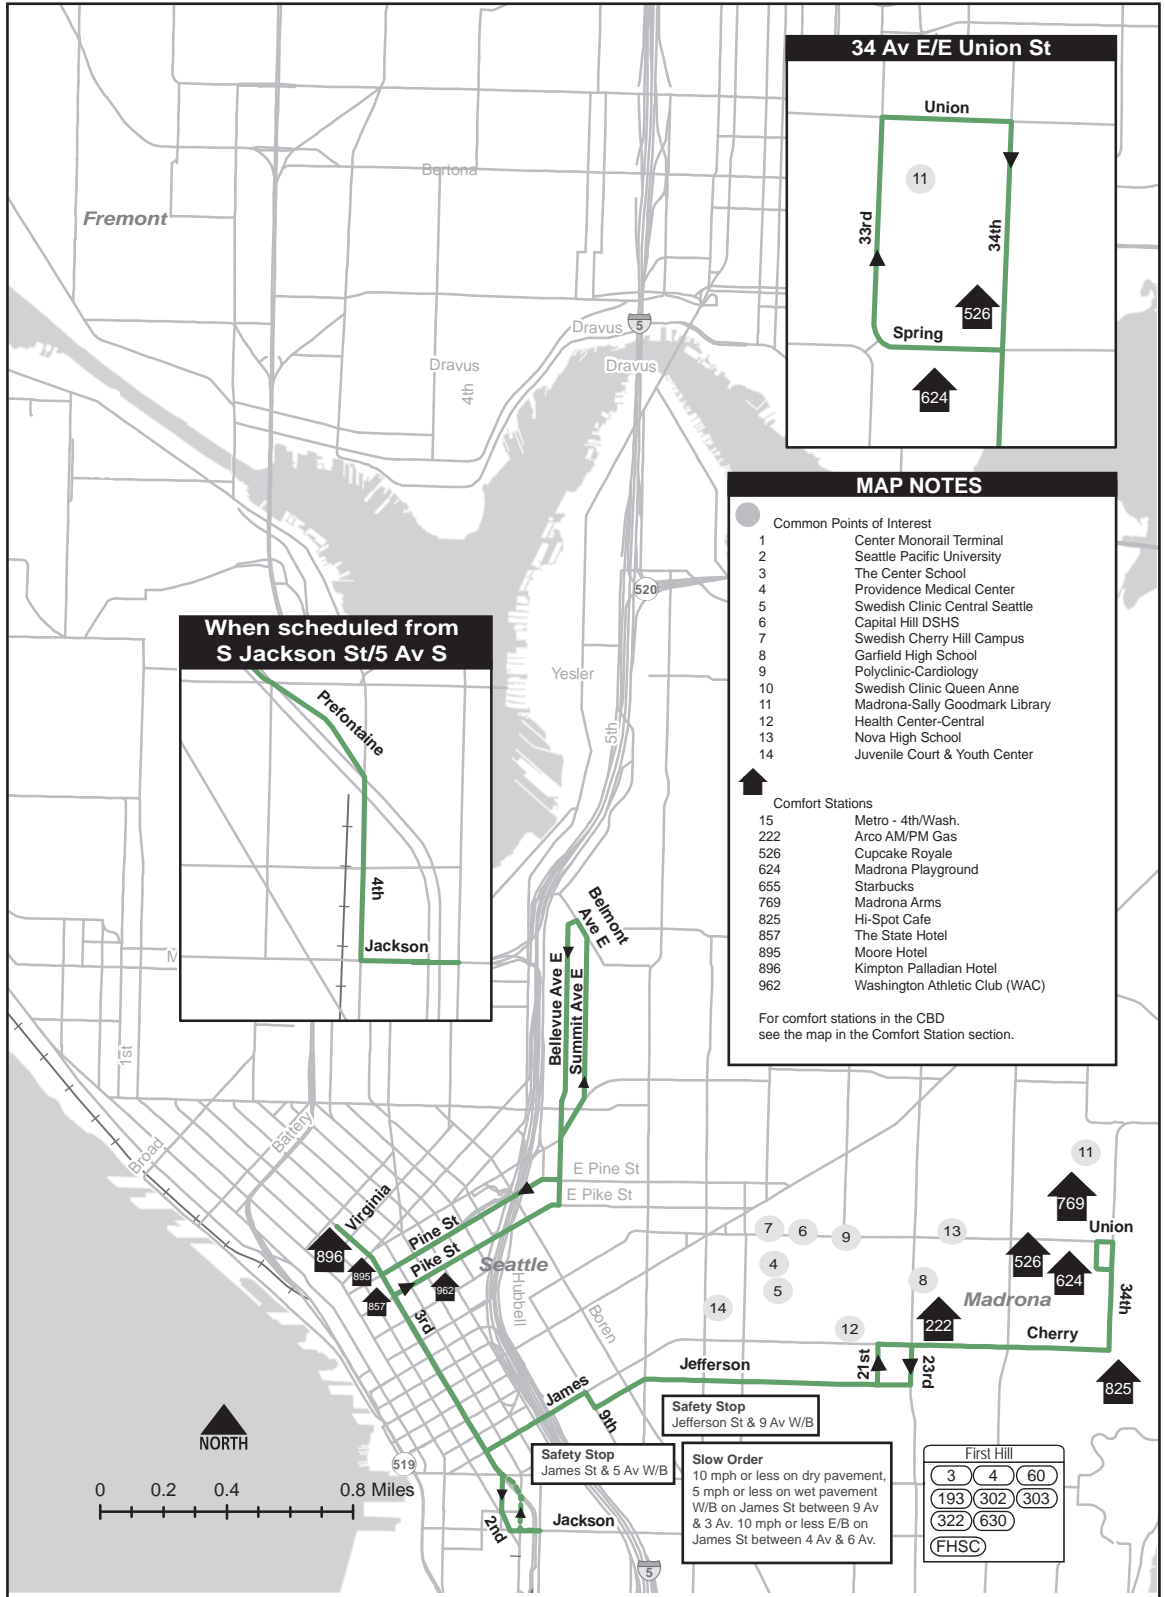 34 Av E/E Union St
Union
11
33rd
34th
526
Spring
624
Bertona
Fremont
Dravus
5
Dravus
4th
Dravus
MAP NOTES
Common Points of Interest
1 Center Monorail Terminal
2 Seattle Pacific University
3 The Center School
4 Providence Medical Center
5 Swedish Clinic Central Seattle
6 Capital Hill DSHS
7 Swedish Cherry Hill Campus
8 Garfield High School
9 Polyclinic-Cardiology
10 Swedish Clinic Queen Anne
11 Madrona-Sally Goodmark Library
12 Health Center-Central
13 Nova High School
14 Juvenile Court & Youth Center
Comfort Stations
15 Metro - 4th/Wash.
222 Arco AM/PM Gas
526 Cupcake Royale
624 Madrona Playground
655 Starbucks
769 Madrona Arms
825 Hi-Spot Cafe
857 The State Hotel
895 Moore Hotel
896 Kimpton Palladian Hotel
962 Washington Athletic Club (WAC)
For comfort stations in the CBD
see the map in the Comfort Station section.
520
When scheduled from
S Jackson St/5 Av S
Prefontaine
4th
Jackson
Yesler
5th
M
Belmont
Ave E
Bellevue Ave E
Summit Ave E
1st
Broad
Battery
E Pine St
E Pike St
Virginia
Pine St
Pike St
Seattle
896
895
857
962
3rd
Hubbell
Boren
11
769
Union
7
6
9
13
526
624
4
5
8
Madrona
34th
14
12
222
Cherry
21st
23rd
825
Jefferson
James
9th
Safety Stop
Jefferson St & 9 Av W/B
Safety Stop
James St & 5 Av W/B
Slow Order
10 mph or less on dry pavement,
5 mph or less on wet pavement
W/B on James St between 9 Av
& 3 Av. 10 mph or less E/B on
James St between 4 Av & 6 Av.
First Hill
3 4 60
193 302 303
322 630
FHSC
NORTH
0 0.2 0.4 0.8 Miles
519
2nd
Jackson
5